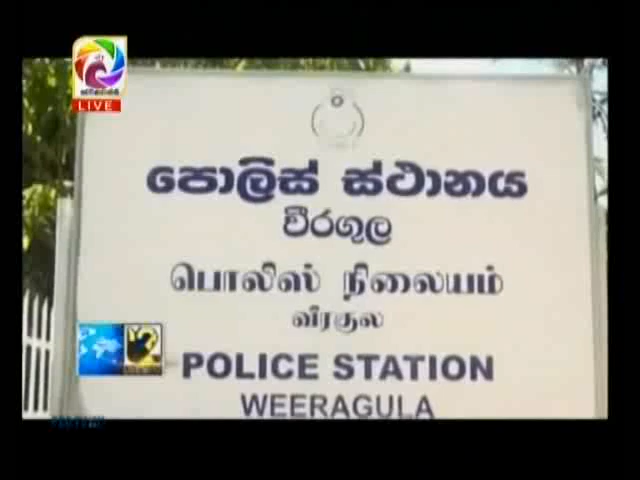 LIVE
පොලිස් ස්ථානය
වීරගුල
பொலிஸ் நிலையம்
வீரகுல
POLICE STATION
WEERAGULA